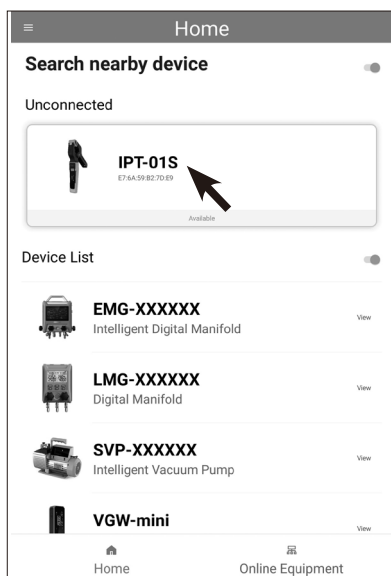 Home
Search nearby device
Unconnected
IPT-01S
E7:6A:59:B2:7D:E9
Available
Device List
EMG-XXXXXX
Intelligent Digital Manifold
View
LMG-XXXXXX
Digital Manifold
View
SVP-XXXXXX
Intelligent Vacuum Pump
View
VGW-mini
View
Home
Online Equipment